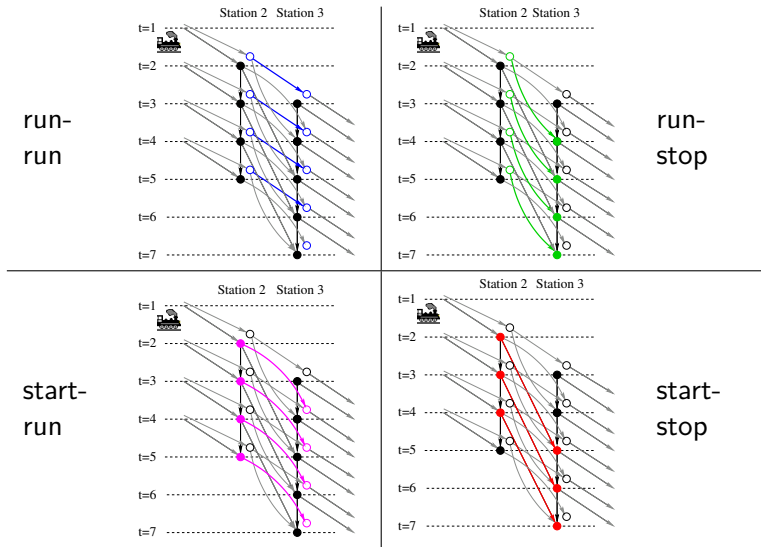 Station 2 Station 3
t=1
t=2
t=3
t=4
t=5
t=6
t=7
run-
run
Station 2 Station 3
t=1
t=2
t=3
t=4
t=5
t=6
t=7
run-
stop
Station 2 Station 3
t=1
t=2
t=3
t=4
t=5
t=6
t=7
start-
run
Station 2 Station 3
t=1
t=2
t=3
t=4
t=5
t=6
t=7
start-
stop